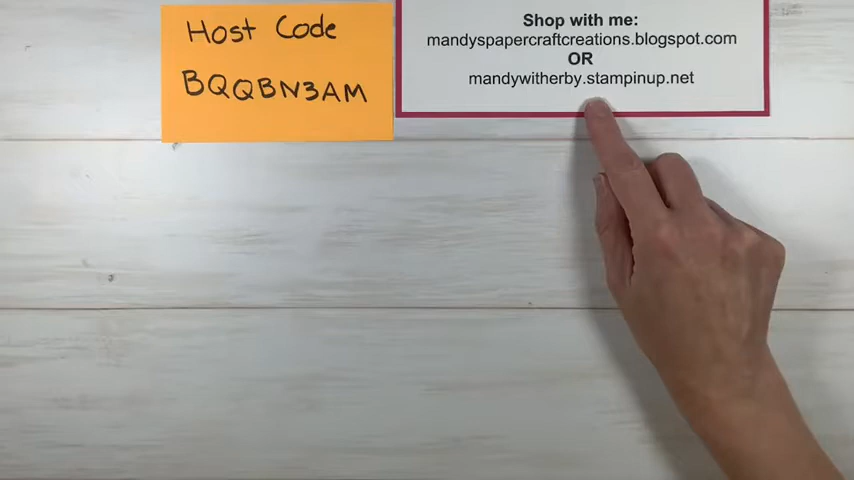 Host Code
BQQBN3AM
Shop with me:
mandyspapercraftcreations.blogspot.com
OR
mandywitherby.stampinup.net